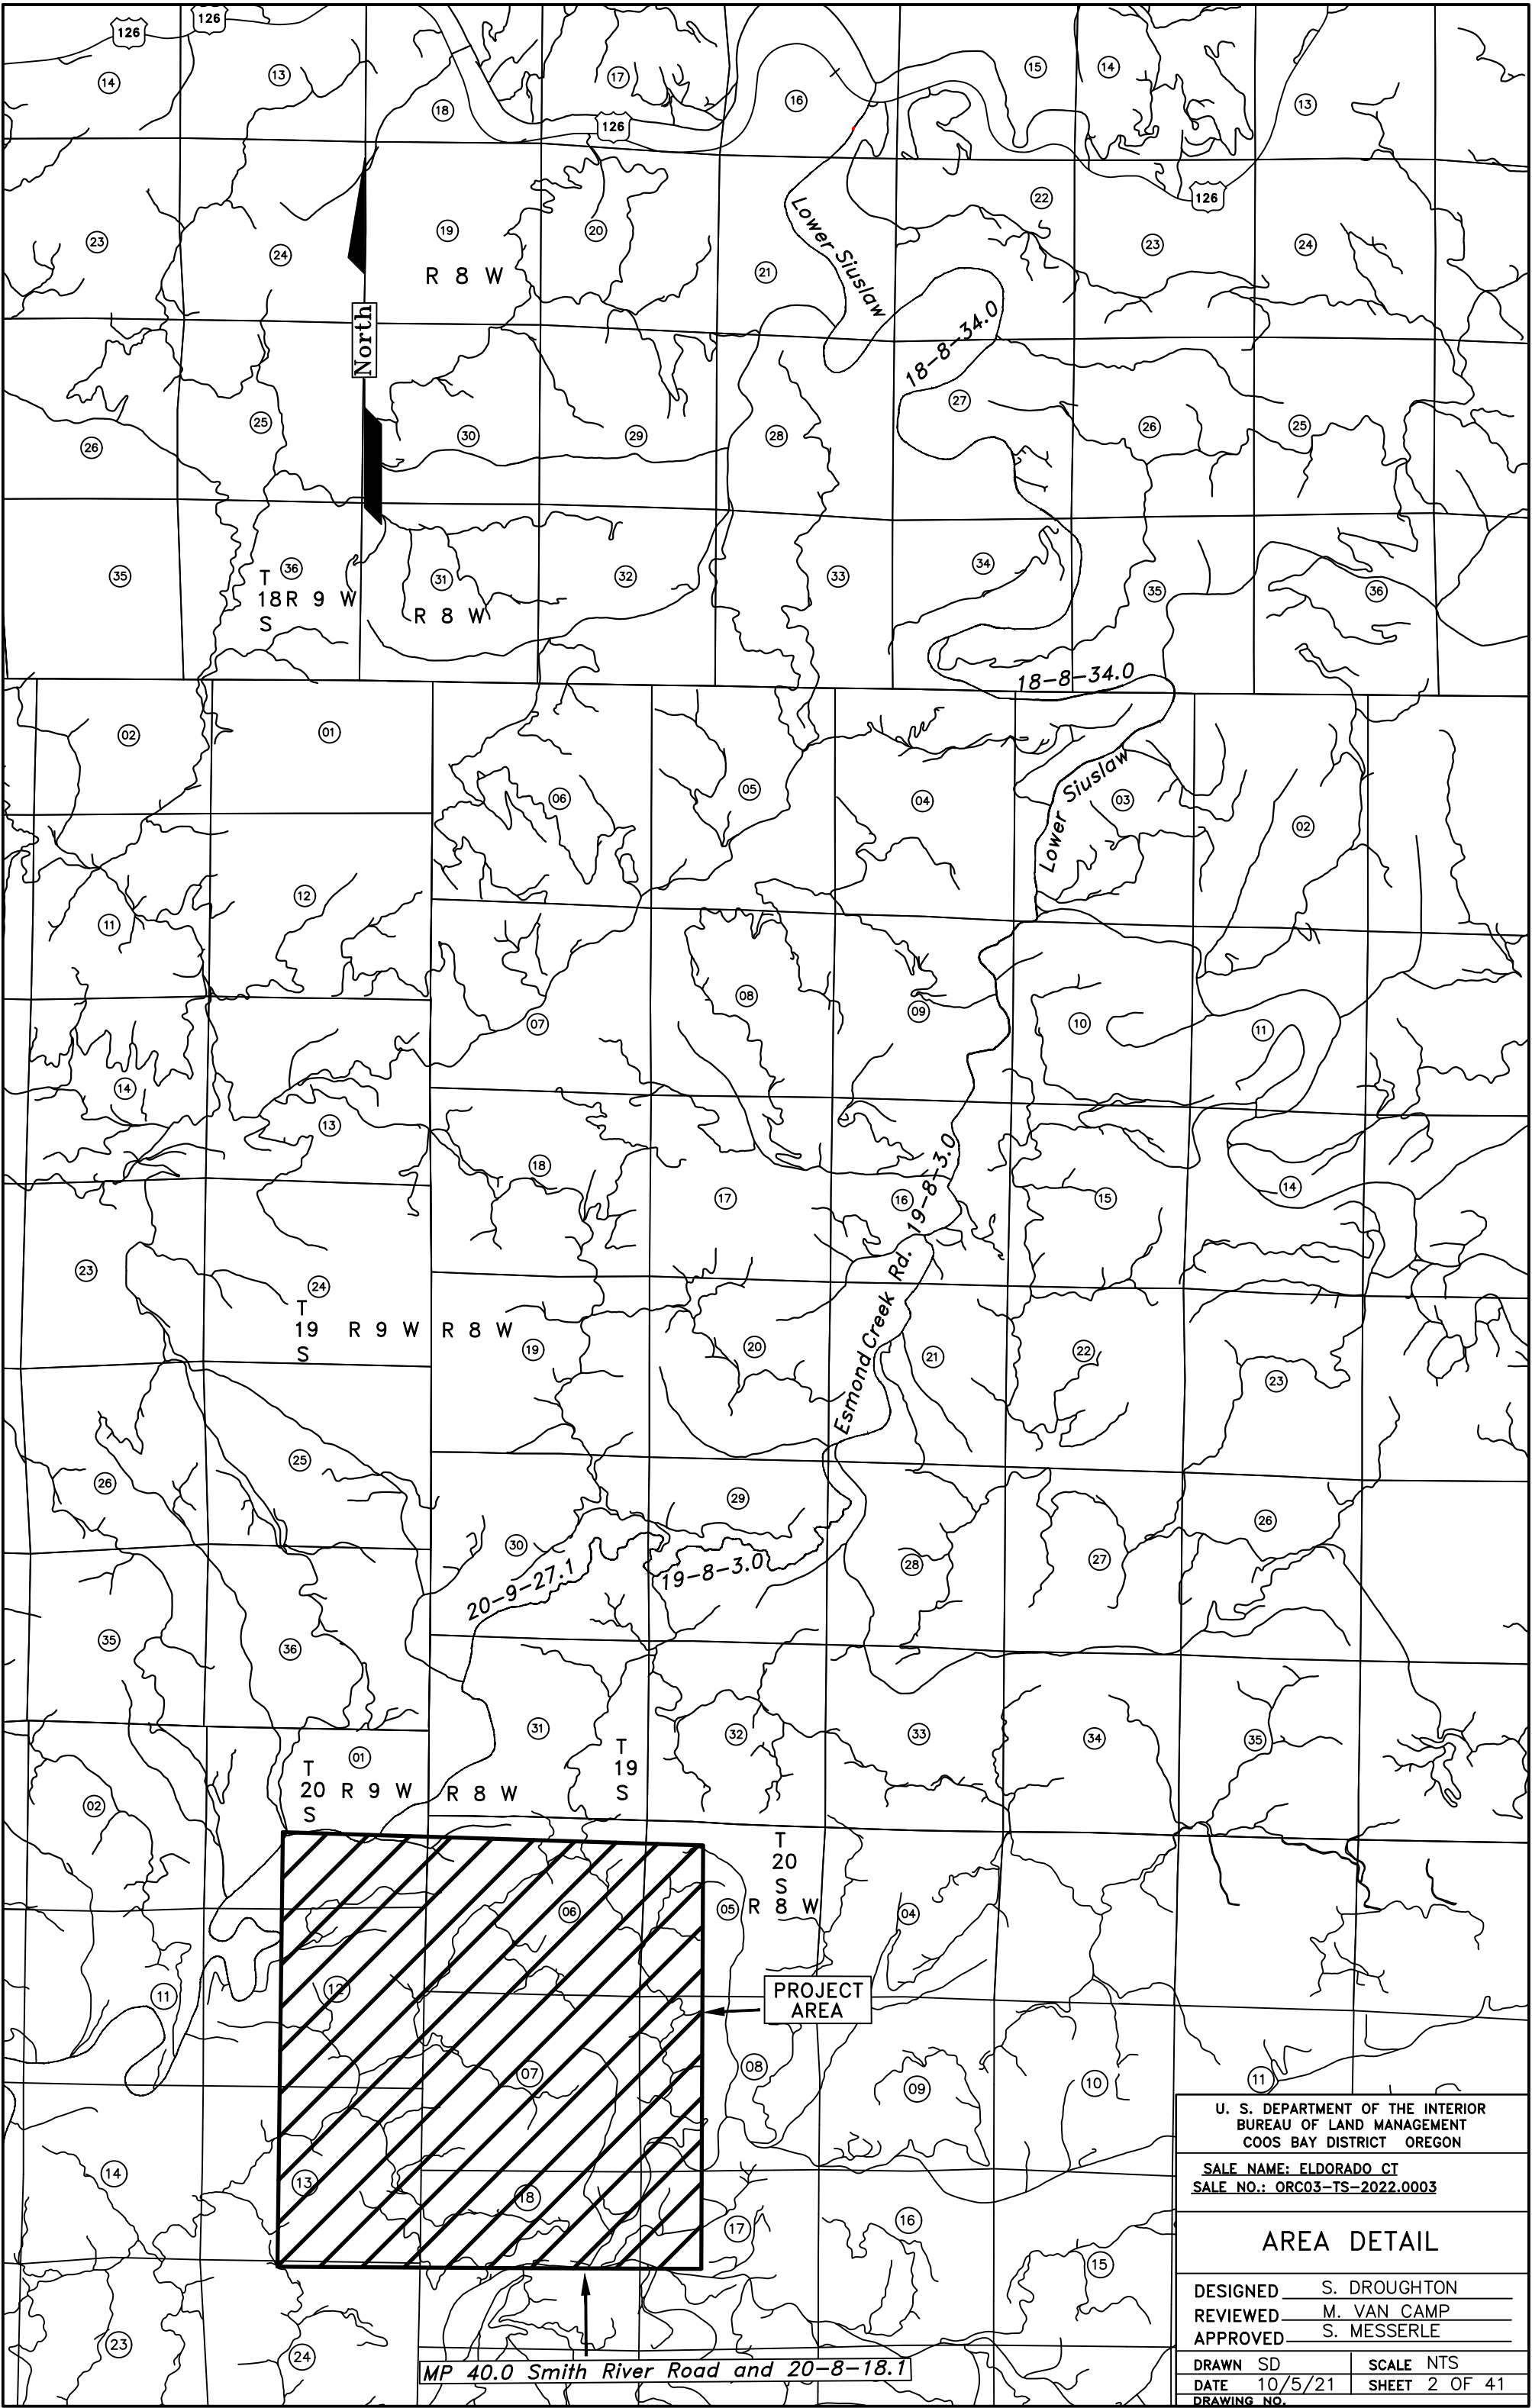 126
126
14
13
18
17
126
16
15
14
13
126
23
24
19
R 8 W
20
21
Lower Siuslaw
22
23
24
North
18-8-34.0
26
25
30
29
28
27
26
25
35
T 36
18 R 9 W
S
31
R 8 W
32
33
34
35
36
18-8-34.0
02
01
06
05
04
Lower Siuslaw
03
02
11
12
07
08
09
10
11
14
13
18
17
16
15
14
Esmond Creek Rd. 19-8-3.0
23
24
T
19 R 9 W R 8 W
S
19
20
21
22
23
26
25
30
29
28
27
26
20-9-27.1
19-8-3.0
35
36
31
32
33
34
35
T
19
S
01
T
20 R 9 W R 8 W
S
02
T
20
S
R 8 W
06
05
04
11
12
PROJECT
AREA
07
08
09
10
11
14
13
18
17
16
15
23
24
MP 40.0 Smith River Road and 20-8-18.1
U. S. DEPARTMENT OF THE INTERIOR
BUREAU OF LAND MANAGEMENT
COOS BAY DISTRICT OREGON
SALE NAME: ELDORADO CT
SALE NO.: ORC03-TS-2022.0003
AREA DETAIL
DESIGNED S. DROUGHTON
REVIEWED M. VAN CAMP
APPROVED S. MESSERLE
DRAWN SD SCALE NTS
DATE 10/5/21 SHEET 2 OF 41
DRAWING NO.